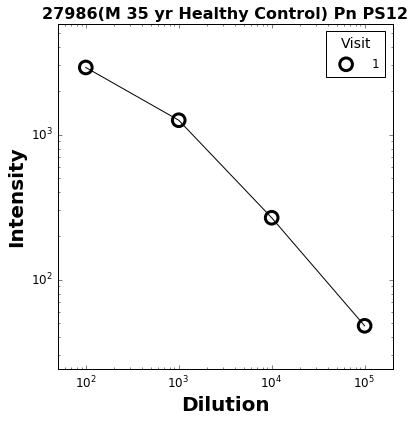 27986(M 35 yr Healthy Control) Pn PS12
Visit
1
10³
10²
Intensity
10² 10³ 10⁴ 10⁵
Dilution